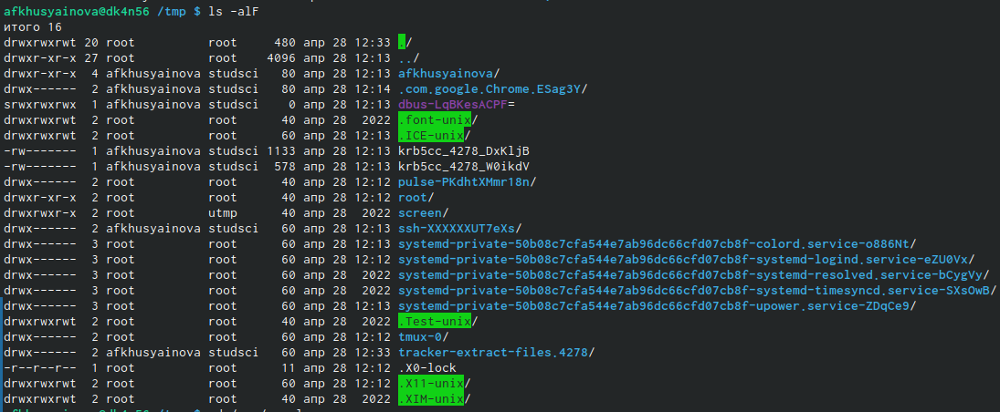 afkhusyainova@dk4n56 /tmp $ ls -alF
итого 16
drwxrwxrwt 20 root root 480 апр 28 12:33 ./
drwxr-xr-x 27 root root 4096 апр 28 12:13 ../
drwxr-xr-x 4 afkhusyainova studsci 80 апр 28 12:13 afkhusyainova/
drwx------ 2 afkhusyainova studsci 80 апр 28 12:14 .com.google.Chrome.ESag3Y/
srwxrwxrwx 1 afkhusyainova studsci 0 апр 28 12:13 dbus-LqBKesACPF=
drwxrwxrwt 2 root root 40 апр 28 2022 .font-unix/
drwxrwxrwt 2 root root 60 апр 28 12:13 .ICE-unix/
-rw------- 1 afkhusyainova studsci 1133 апр 28 12:13 krb5cc_4278_DxKljB
-rw------- 1 afkhusyainova studsci 578 апр 28 12:13 krb5cc_4278_W0ikdV
drwx------ 2 root root 40 апр 28 12:12 pulse-PKdhtXMmr18n/
drwxr-xr-x 2 root root 40 апр 28 12:12 root/
drwxrwxr-x 2 root utmp 40 апр 28 2022 screen/
drwx------ 2 afkhusyainova studsci 60 апр 28 12:13 ssh-XXXXXXUT7eXs/
drwx------ 3 root root 60 апр 28 12:13 systemd-private-50b08c7cfa544e7ab96dc66cfd07cb8f-colord.service-o886Nt/
drwx------ 3 root root 60 апр 28 12:12 systemd-private-50b08c7cfa544e7ab96dc66cfd07cb8f-systemd-logind.service-eZU0Vx/
drwx------ 3 root root 60 апр 28 2022 systemd-private-50b08c7cfa544e7ab96dc66cfd07cb8f-systemd-resolved.service-bCygVy/
drwx------ 3 root root 60 апр 28 2022 systemd-private-50b08c7cfa544e7ab96dc66cfd07cb8f-systemd-timesyncd.service-SXsOwB/
drwx------ 3 root root 60 апр 28 12:13 systemd-private-50b08c7cfa544e7ab96dc66cfd07cb8f-upower.service-ZDqCe9/
drwxrwxrwt 2 root root 40 апр 28 2022 .Test-unix/
drwx------ 2 root root 60 апр 28 12:12 tmux-0/
drwx------ 2 afkhusyainova studsci 60 апр 28 12:33 tracker-extract-files.4278/
-r--r--r-- 1 root root 11 апр 28 12:12 .X0-lock
drwxrwxrwt 2 root root 60 апр 28 12:12 .X11-unix/
drwxrwxrwt 2 root root 40 апр 28 2022 .XIM-unix/